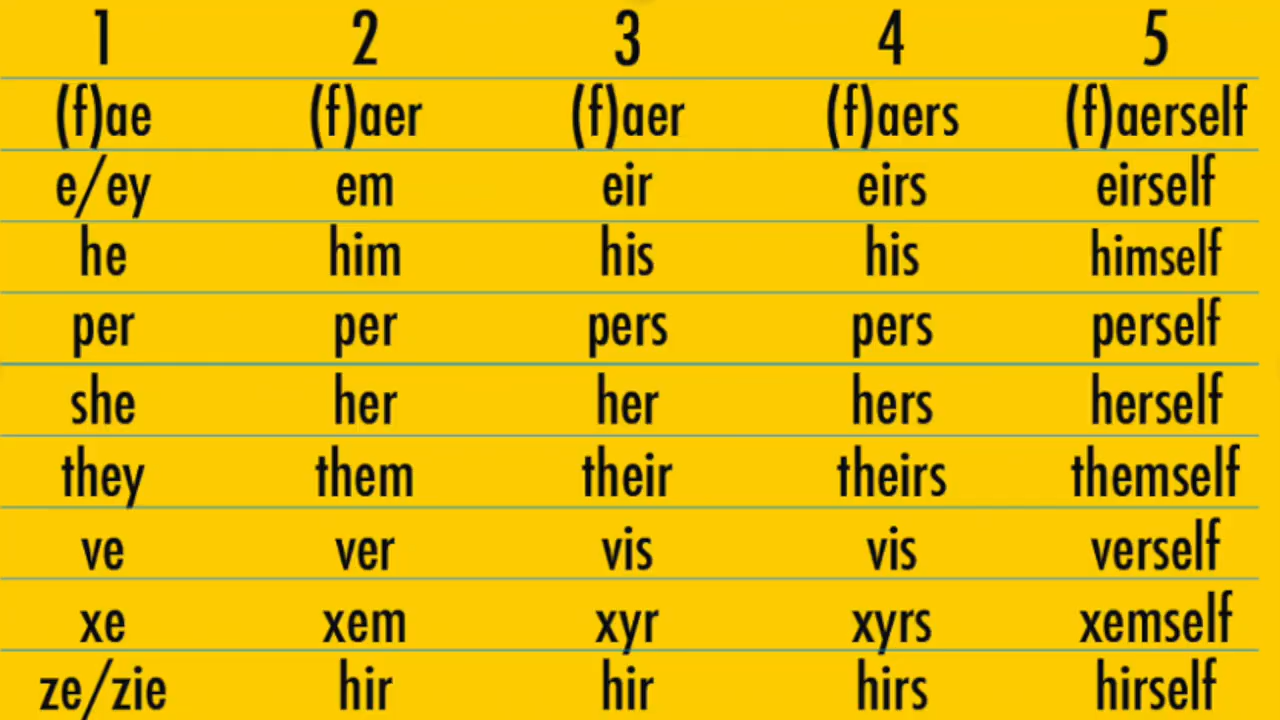 1 2 3 4 5
(f)ae (f)aer (f)aer (f)aers (f)aerself
e/ey em eir eirs eirself
he him his his himself
per per pers pers perself
she her her hers herself
they them their theirs themself
ve ver vis vis verself
xe xem xyr xyrs xemself
ze/zie hir hir hirs hirself